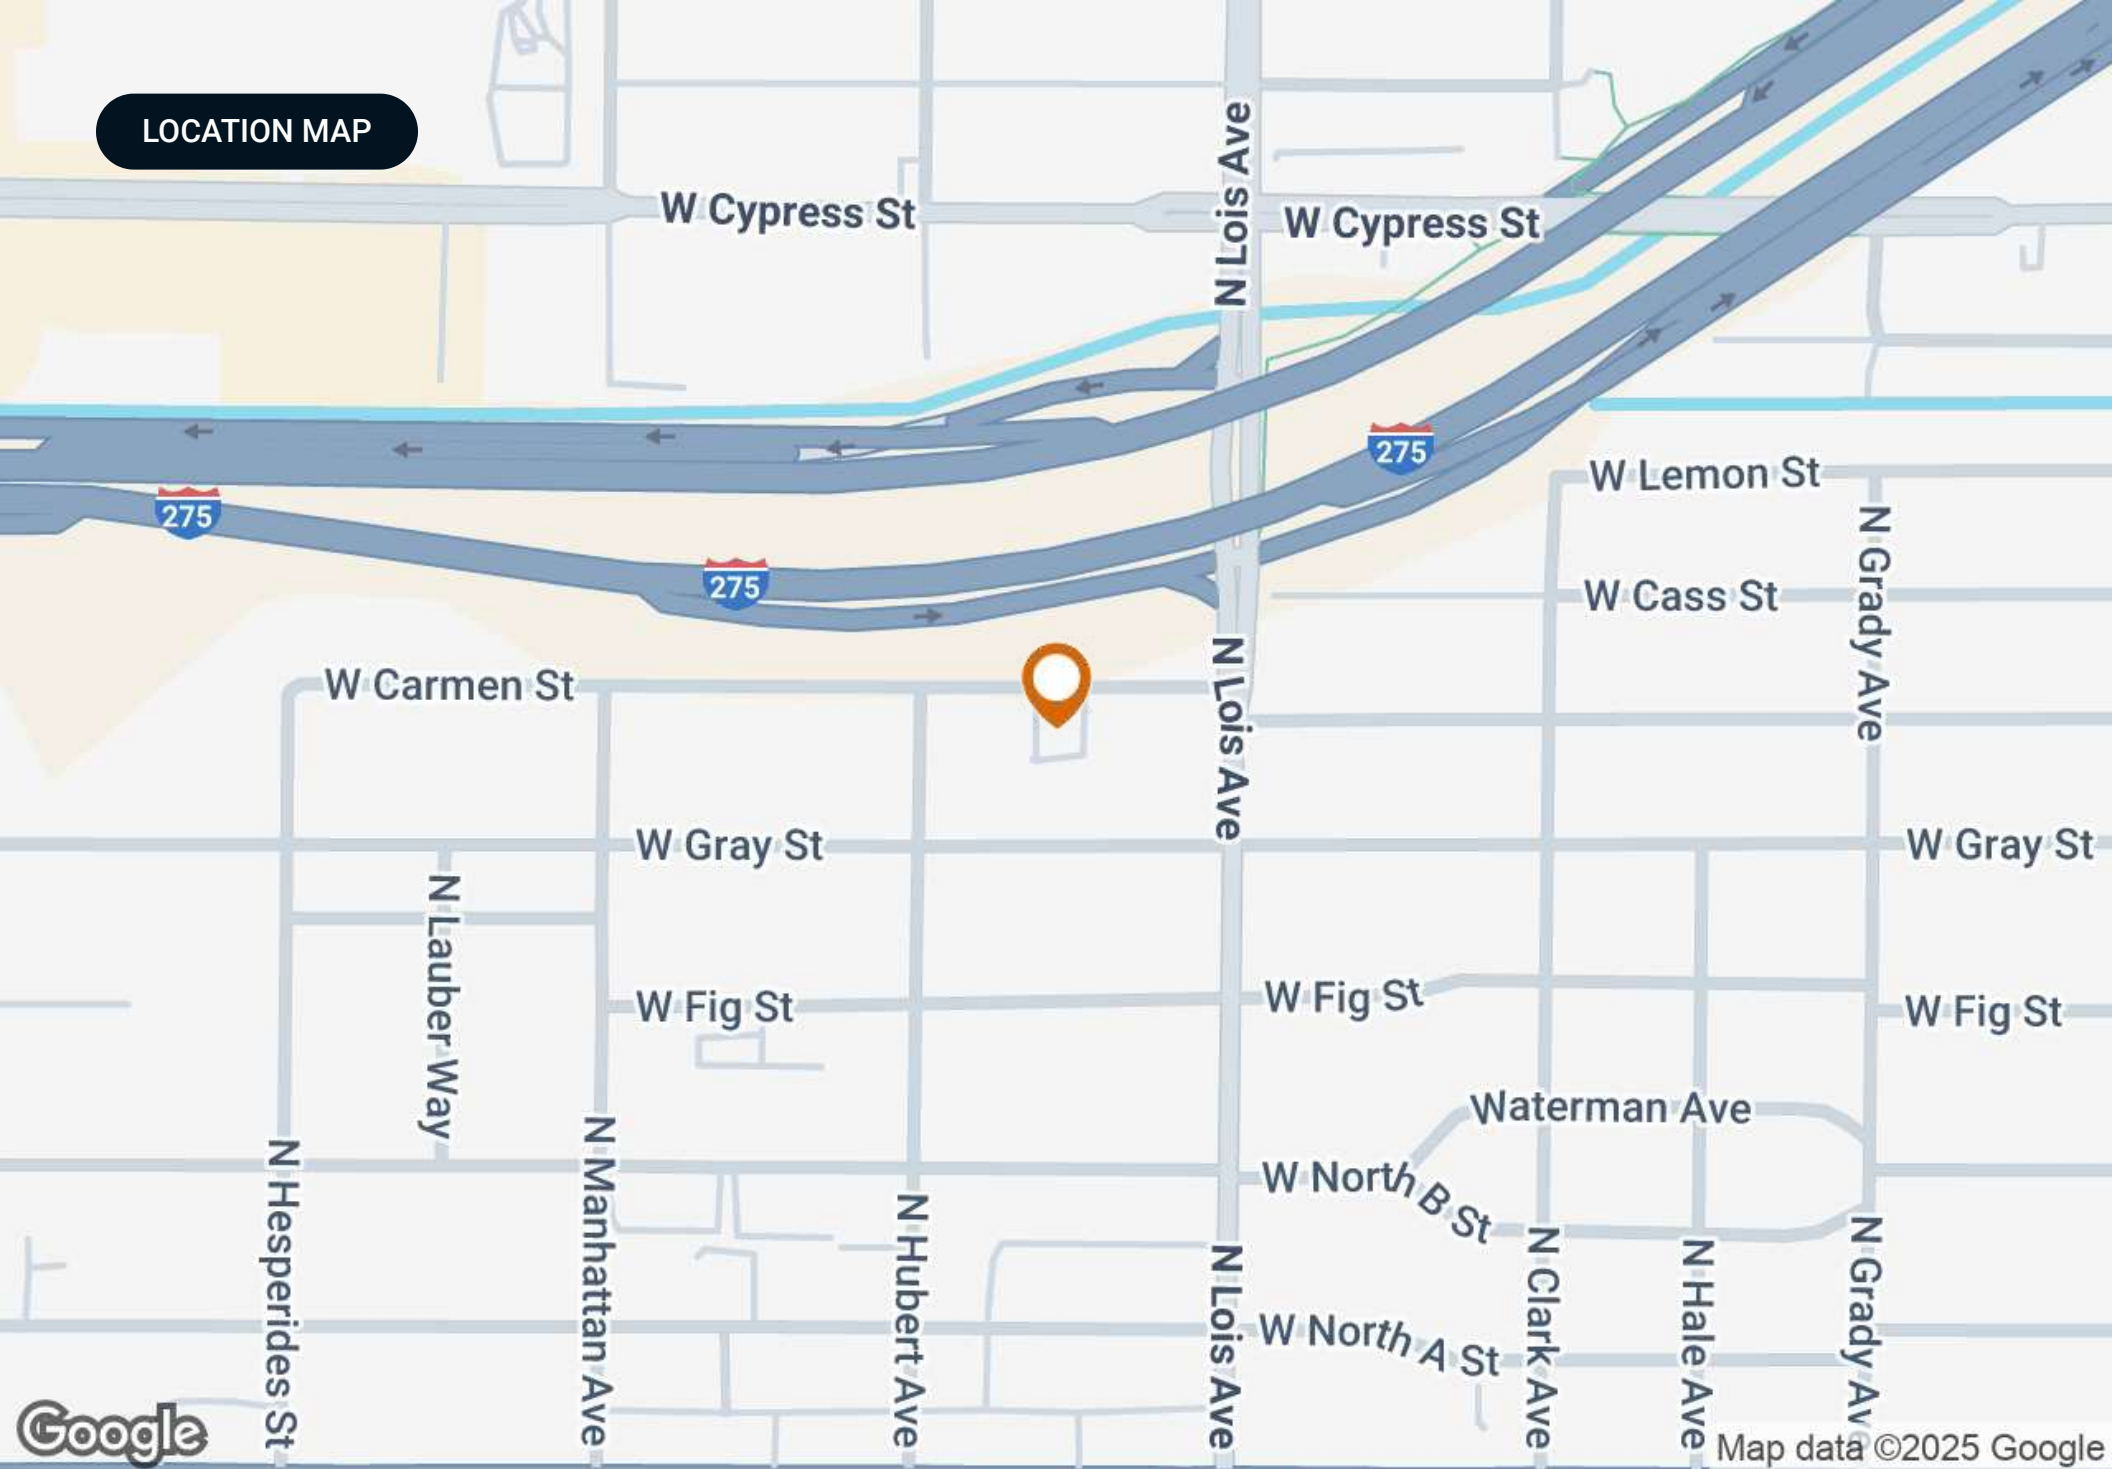 LOCATION MAP
N Lois Ave
W Cypress St
W Cypress St
275
W Lemon St
275
275
N Grady Ave
W Cass St
W Carmen St
N Lois Ave
W Gray St
W Gray St
N Lauber Way
W Fig St
W Fig St
W Fig St
Waterman Ave
N Hesperides St
N Manhattan Ave
N Hubert Ave
W North B St
N Lois Ave
N Clark Ave
N Hale Ave
N Grady Ave
W North A St
Google
Map data ©2025 Google